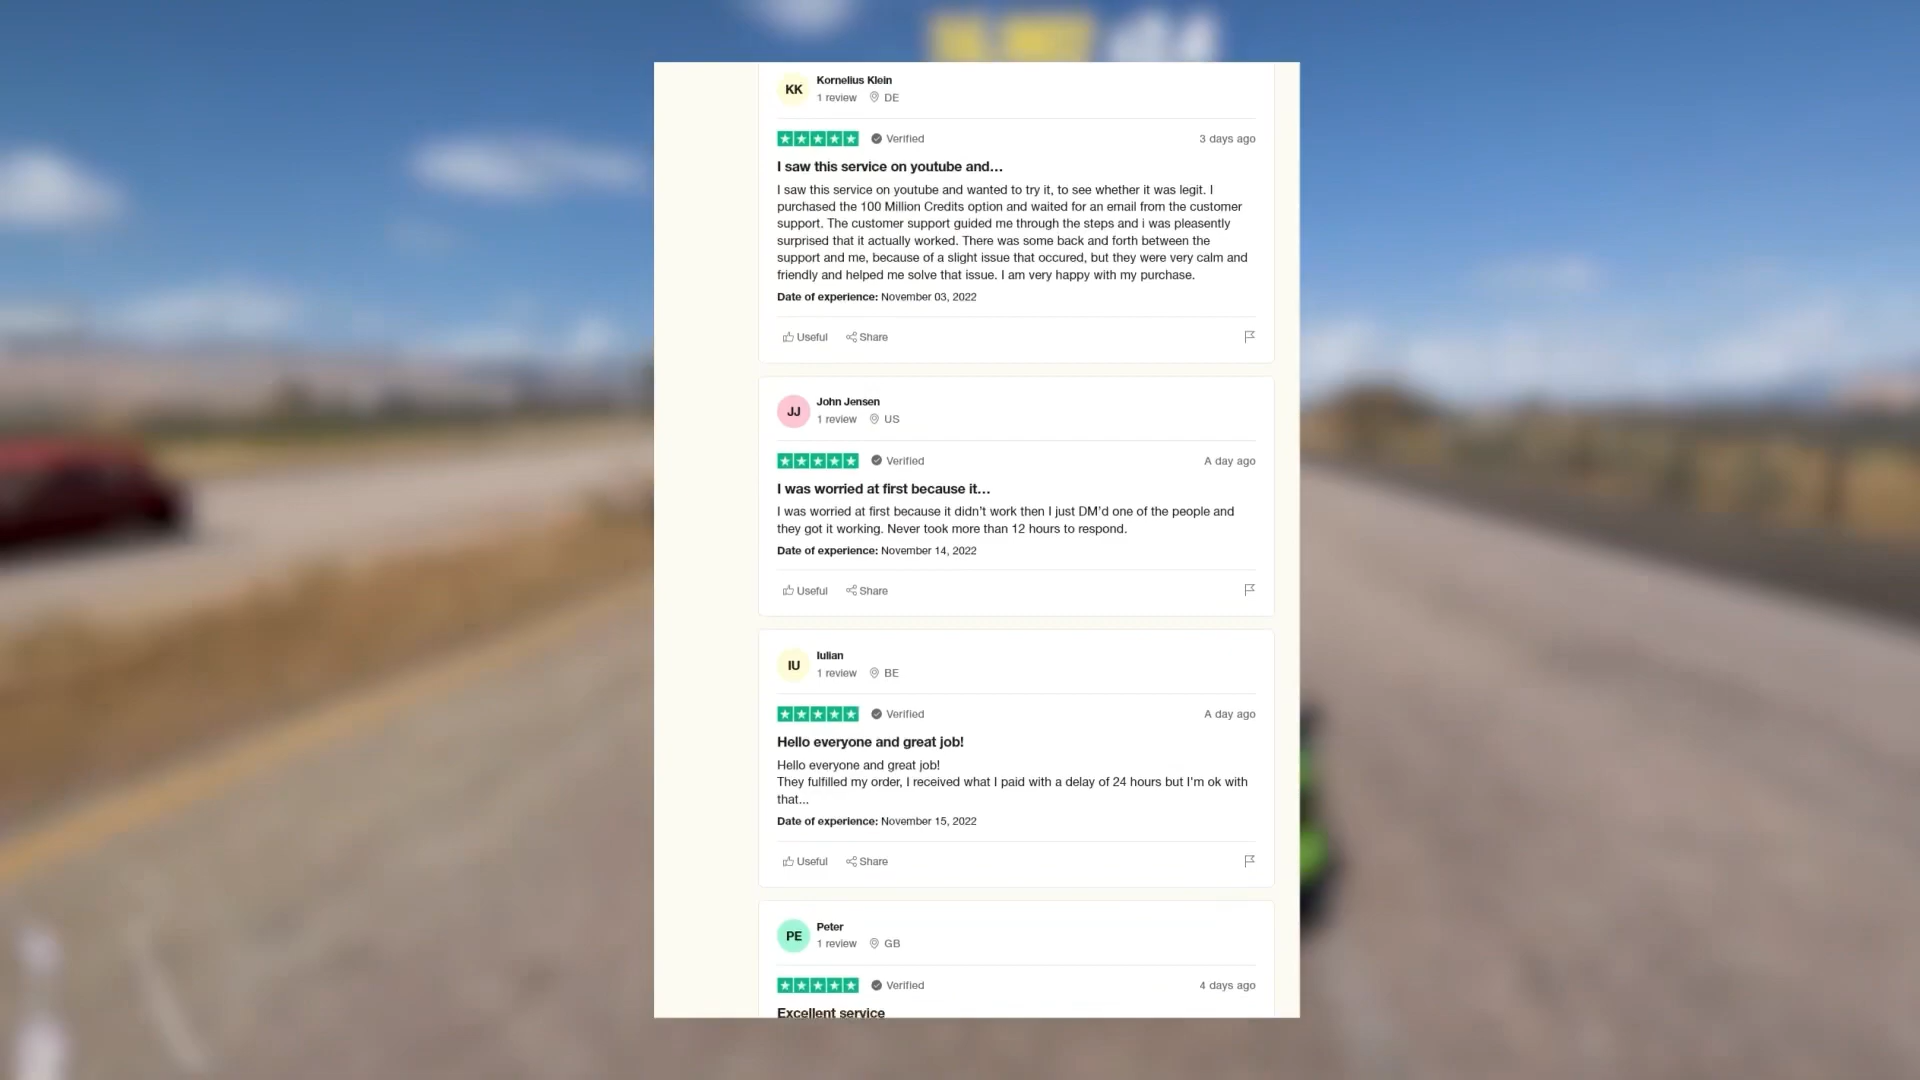 KK
Kornelius Klein
1 review DE
Verified
3 days ago
I saw this service on youtube and…
I saw this service on youtube and wanted to try it, to see whether it was legit. I
purchased the 100 Million Credits option and waited for an email from the customer
support. The customer support guided me through the steps and i was pleasently
surprised that it actually worked. There was some back and forth between the
support and me, because of a slight issue that occured, but they were very calm and
friendly and helped me solve that issue. I am very happy with my purchase.
Date of experience: November 03, 2022
Useful Share
JJ
John Jensen
1 review US
Verified
A day ago
I was worried at first because it…
I was worried at first because it didn't work then I just DM'd one of the people and
they got it working. Never took more than 12 hours to respond.
Date of experience: November 14, 2022
Useful Share
IU
Iulian
1 review BE
Verified
A day ago
Hello everyone and great job!
Hello everyone and great job!
They fulfilled my order, I received what I paid with a delay of 24 hours but I'm ok with
that...
Date of experience: November 15, 2022
Useful Share
PE
Peter
1 review GB
Verified
4 days ago
Excellent service